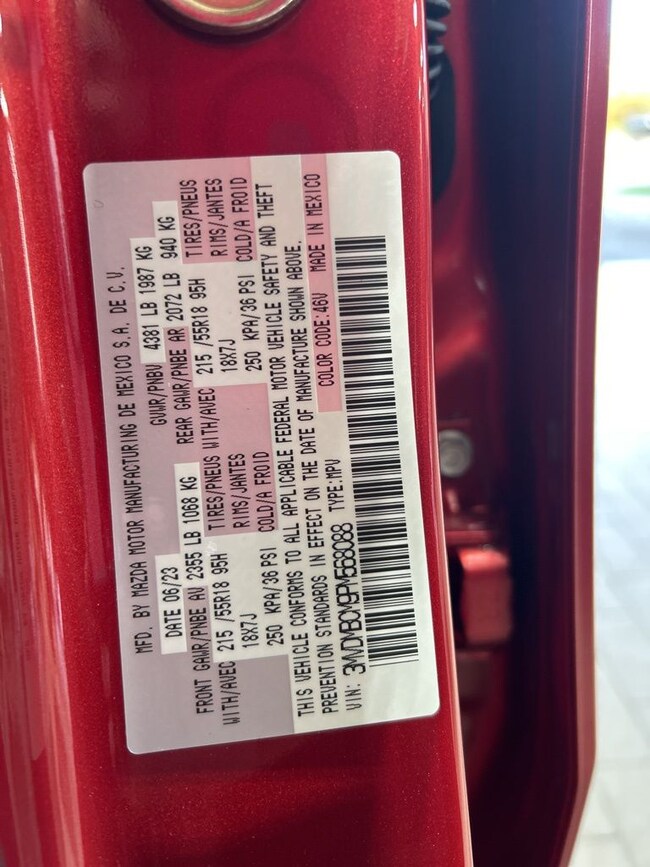 MFD. BY MAZDA MOTOR MANUFACTURING DE MEXICO S.A. DE C.V.
DATE 06/23 GVWR/PNBV 4381 LB 1987 KG
FRONT GAWR/PNBE AV 2355 LB 1068 KG REAR GAWR/PNBE AR 2072 LB 940 KG
WITH/AVEC 215 /55R18 95H TIRES/PNEUS WITH/AVEC 215 /55R18 95H TIRES/PNEUS
18X7J RIMS/JANTES 18X7J RIMS/JANTES
250 KPA/36 PSI COLD/A FROID 250 KPA/36 PSI COLD/A FROID
THIS VEHICLE CONFORMS TO ALL APPLICABLE FEDERAL MOTOR VEHICLE SAFETY AND THEFT
PREVENTION STANDARDS IN EFFECT ON THE DATE OF MANUFACTURE SHOWN ABOVE.
VIN: 3MVDMBCM9PM568088 TYPE:MPV COLOR CODE:46V MADE IN MEXICO